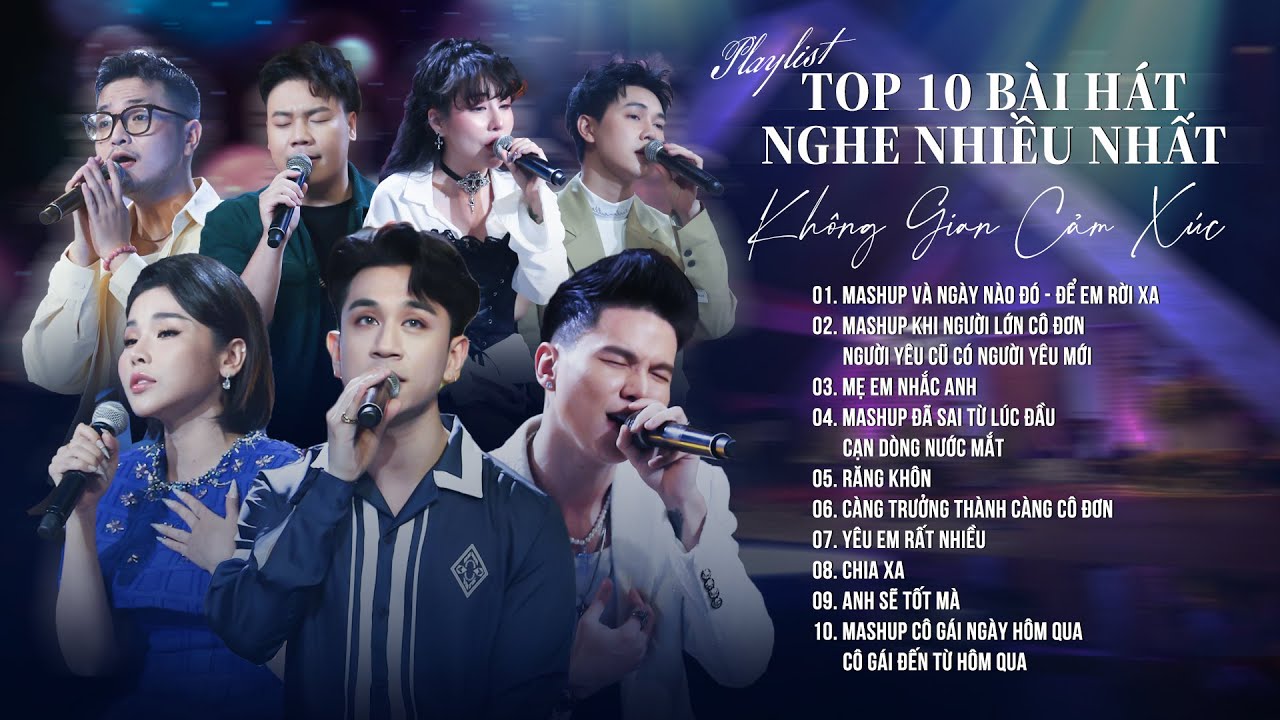 Playlist
TOP 10 BÀI HÁT
NGHE NHIỀU NHẤT
Không Gian Cảm Xúc
01. MASHUP VÀ NGÀY NÀO ĐÓ - ĐỂ EM RỜI XA
02. MASHUP KHI NGƯỜI LỚN CÔ ĐƠN
NGƯỜI YÊU CŨ CÓ NGƯỜI YÊU MỚI
03. MẸ EM NHẮC ANH
04. MASHUP ĐÃ SAI TỪ LÚC ĐẦU
CẠN DÒNG NƯỚC MẮT
05. RĂNG KHÔN
06. CÀNG TRƯỞNG THÀNH CÀNG CÔ ĐƠN
07. YÊU EM RẤT NHIỀU
08. CHIA XA
09. ANH SẼ TỐT MÀ
10. MASHUP CÔ GÁI NGÀY HÔM QUA
CÔ GÁI ĐẾN TỪ HÔM QUA